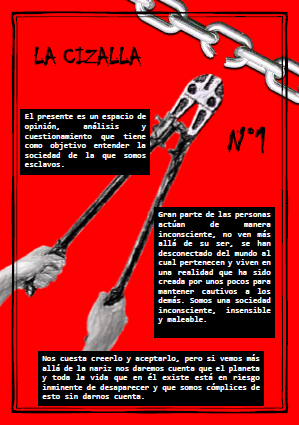 LA CIZALLA
El presente es un espacio de
opinión, análisis y
cuestionamiento que tiene
como objetivo entender la
sociedad de la que somos
esclavos.
Nº1
Gran parte de las personas
actúan de manera
inconsciente, no ven más
allá de su ser, se han
desconectado del mundo al
cual pertenecen y viven en
una realidad que ha sido
creada por unos pocos para
mantener cautivos a los
demás. Somos una sociedad
inconsciente, insensible
y maleable.
Nos cuesta creerlo y aceptarlo, pero si vemos más
allá de la nariz nos daremos cuenta que el planeta
y toda la vida que en él existe está en riesgo
inminente de desaparecer y que somos cómplices de
esto sin darnos cuenta.